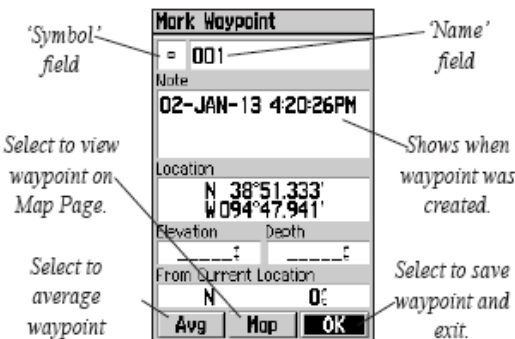 Mark Waypoint
'Symbol'
field
001
'Name'
field
Note
02-JAN-13 4:20:26PM
Select to view
waypoint on
Map Page.
Shows when
waypoint was
created.
Location
N 38°51.333'
W094°47.941'
Elevation Depth
From Current Location
N 0
Select to
average
waypoint
Select to save
waypoint and
exit.
Avg Map OK